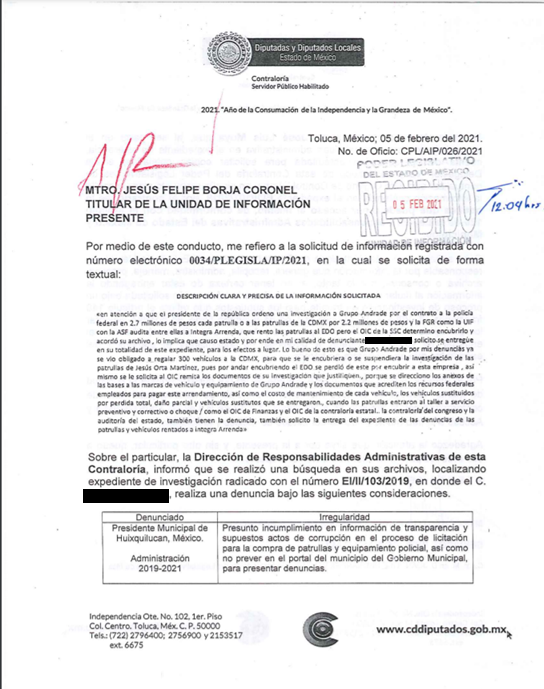 Diputadas y Diputados Locales
Estado de México
Contraloría
Servidor Público Habilitado
2021. "Año de la Consumación de la Independencia y la Grandeza de México".
Toluca, México; 05 de febrero del 2021.
No. de Oficio: CPL/AIP/026/2021
PODER LEGISLATIVO
DEL ESTADO DE MÉXICO
RECIBIDO
05 FEB 2021
UNIDAD DE INFORMACIÓN
12:04 hrs
MTRO. JESÚS FELIPE BORJA CORONEL
TITULAR DE LA UNIDAD DE INFORMACIÓN
PRESENTE
Por medio de este conducto, me refiero a la solicitud de información registrada con
número electrónico 0034/PLEGISLA/IP/2021, en la cual se solicita de forma
textual:
DESCRIPCIÓN CLARA Y PRECISA DE LA INFORMACIÓN SOLICITADA
«en atención a que el presidente de la república ordeno una investigación a Grupo Andrade por el contrato a la policía
federal en 2.7 millones de pesos cada patrulla o a las patrullas de la CDMX por 2.2 millones de pesos y la FGR como la UIF
con la ASF audita entre ellas a Integra Arrenda, que rento las patrullas al EDO pero el OIC de la SSC determino encubrirlo y
acordó su archivo , lo implica que causo estado y por ende en mi calidad de denunciante solicito se entregue
en su totalidad de este expediente, para los efectos a lugar. Lo bueno de esto es que Grupo Andrade por mis denuncias ya
se vio obligado a regalar 300 vehículos a la CDMX, para que se le encubriera o se suspendiera la investigación de las
patrullas de Jesús Orta Martínez, pues por andar encubriendo el EDO se perdió de este por encubrir a esta empresa , así
mismo se le solicita al OIC remita los documentos de su investigación que justifiquen, porque se direcciono los anexos de
las bases a las marcas de vehículo y equipamiento de Grupo Andrade y los documentos que acrediten los recursos federales
empleados para pagar este arrendamiento, así como el costo de mantenimiento de cada vehículo, los vehículos sustituidos
por perdida total, daño parcial y vehículos sustitutos que se entregaron, cuando las patrullas entraron al taller a servicio
preventivo y correctivo o choque / como el OIC de Finanzas y el OIC de la contraloría estatal.. la contraloría del congreso y la
auditoría del estado, también tienen la denuncia, también solicito la entrega del expediente de las denuncias de las
patrullas y vehículos rentados a Integra Arrenda»
Sobre el particular, la Dirección de Responsabilidades Administrativas de esta
Contraloría, informó que se realizó una búsqueda en sus archivos, localizando
expediente de investigación radicado con el número EI/II/103/2019, en donde el C.
, realiza una denuncia bajo las siguientes consideraciones.
Denunciado Irregularidad
Presidente Municipal de Huixquilucan, México. Administración 2019-2021
Presunto incumplimiento en información de transparencia y
supuestos actos de corrupción en el proceso de licitación
para la compra de patrullas y equipamiento policial, así como
no prever en el portal del municipio del Gobierno Municipal,
para presentar denuncias.
Independencia Ote. No. 102, 1er. Piso
Col. Centro. Toluca, Méx. C. P. 50000
Tels.: (722) 2796400; 2756900 y 2153517
ext. 6675
www.cddiputados.gob.mx